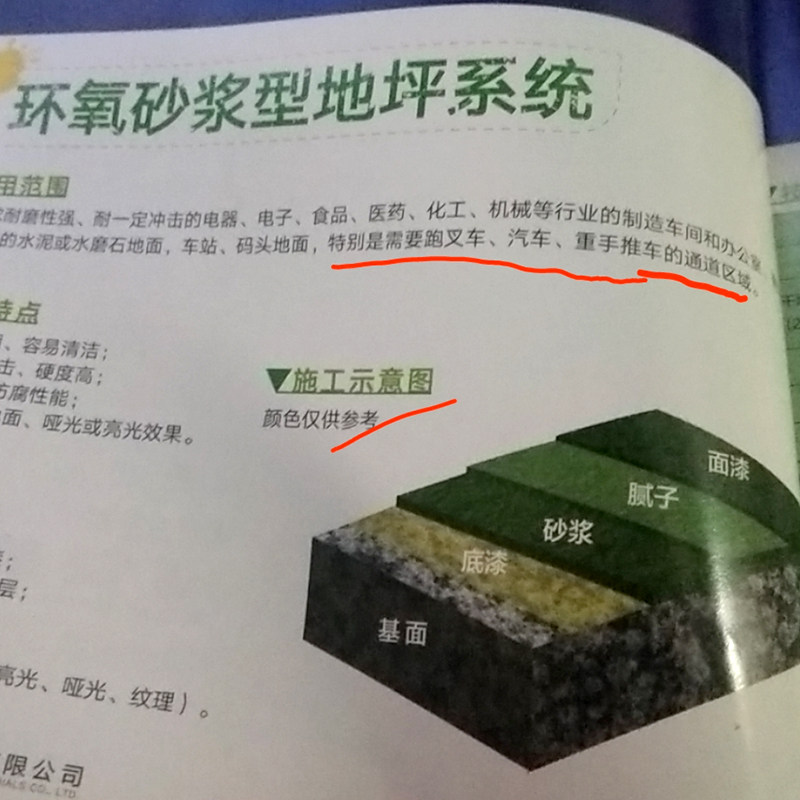 环氧砂浆型地坪系统
用范围
耐磨性强、耐一定冲击的电器、电子、食品、医药、化工、机械等行业的制造车间和办公室
的水泥或水磨石地面，车站、码头地面，特别是需要跑叉车、汽车、重手推车的通道区域。
特点
、容易清洁；
击、硬度高；
防腐性能；
面、哑光或亮光效果。
▼施工示意图
颜色仅供参考
面漆
腻子
砂浆
底漆
基面
；
层；
亮光、哑光、纹理）。
限公司
IALS CO., LTD.